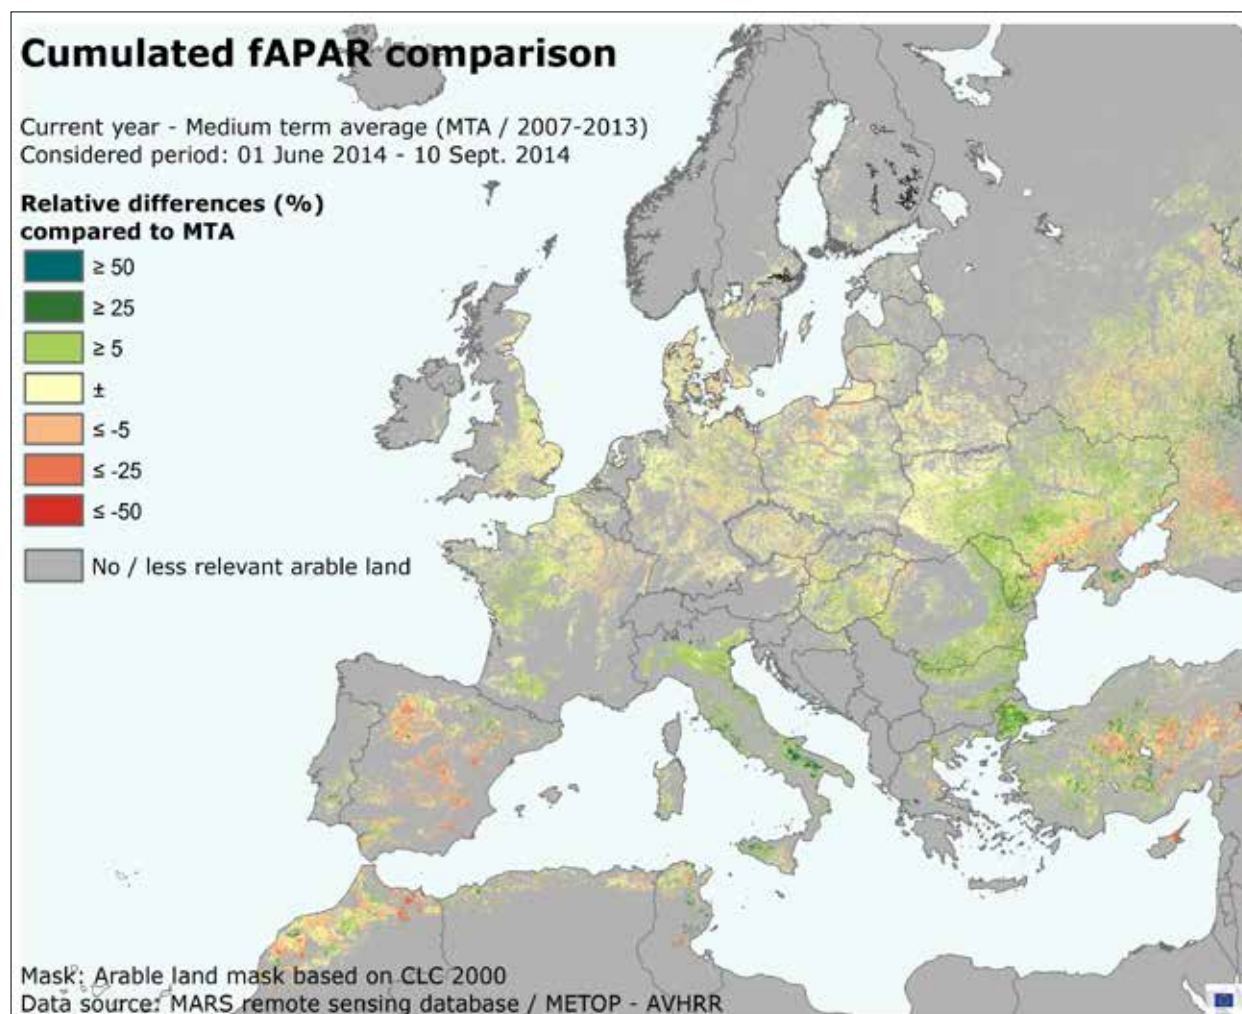 Cumulated fAPAR comparison
Current year - Medium term average (MTA / 2007-2013)
Considered period: 01 June 2014 - 10 Sept. 2014
Relative differences (%)
compared to MTA
≥ 50
≥ 25
≥ 5
±
≤ -5
≤ -25
≤ -50
No / less relevant arable land
Mask: Arable land mask based on CLC 2000
Data source: MARS remote sensing database / METOP - AVHRR